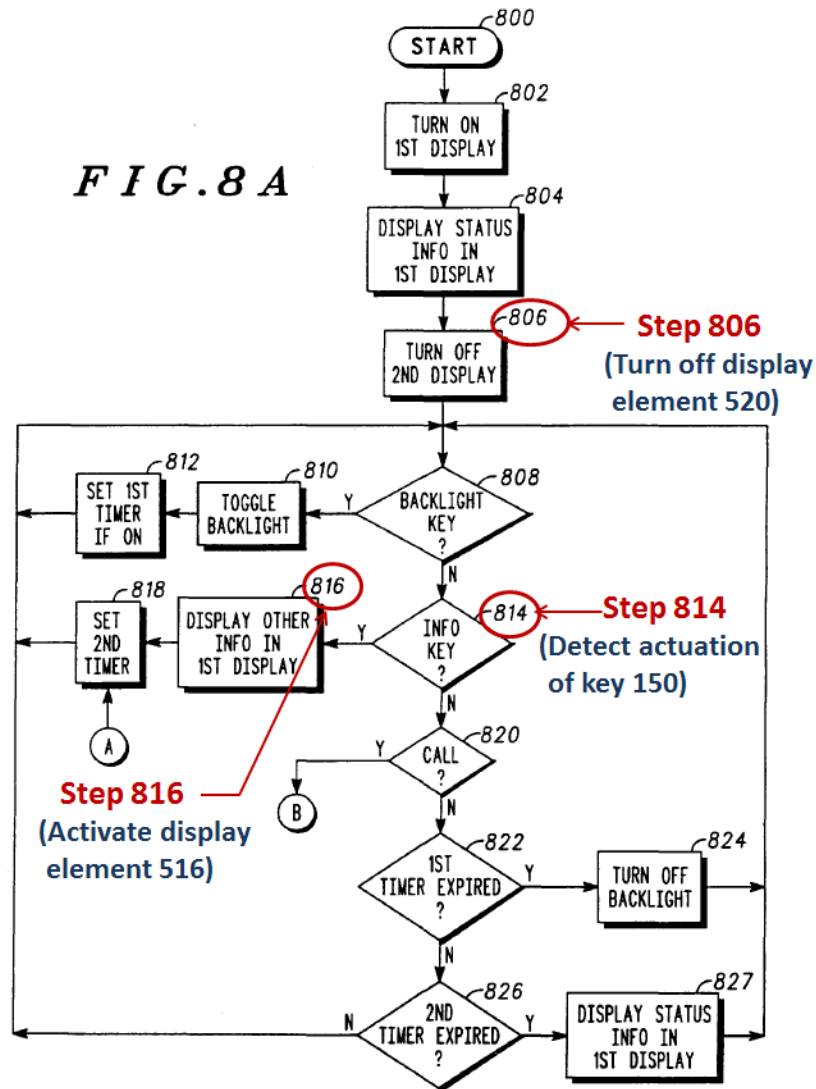 800
START
802
TURN ON
1ST DISPLAY
FIG.8A
804
DISPLAY STATUS
INFO IN
1ST DISPLAY
806
Step 806
TURN OFF
2ND DISPLAY
(Turn off display
element 520)
812
810
808
SET 1ST
TIMER
IF ON
TOGGLE
BACKLIGHT
Y
BACKLIGHT
KEY
?
N
818
816
814
Step 814
SET
2ND
TIMER
DISPLAY OTHER
INFO IN
1ST DISPLAY
Y
INFO
KEY
?
(Detect actuation
of key 150)
N
A
820
Y
CALL
?
B
N
Step 816
(Activate display
element 516)
822
824
1ST
TIMER EXPIRED
?
Y
TURN OFF
BACKLIGHT
N
826
827
N
2ND
TIMER EXPIRED
?
Y
DISPLAY STATUS
INFO IN
1ST DISPLAY